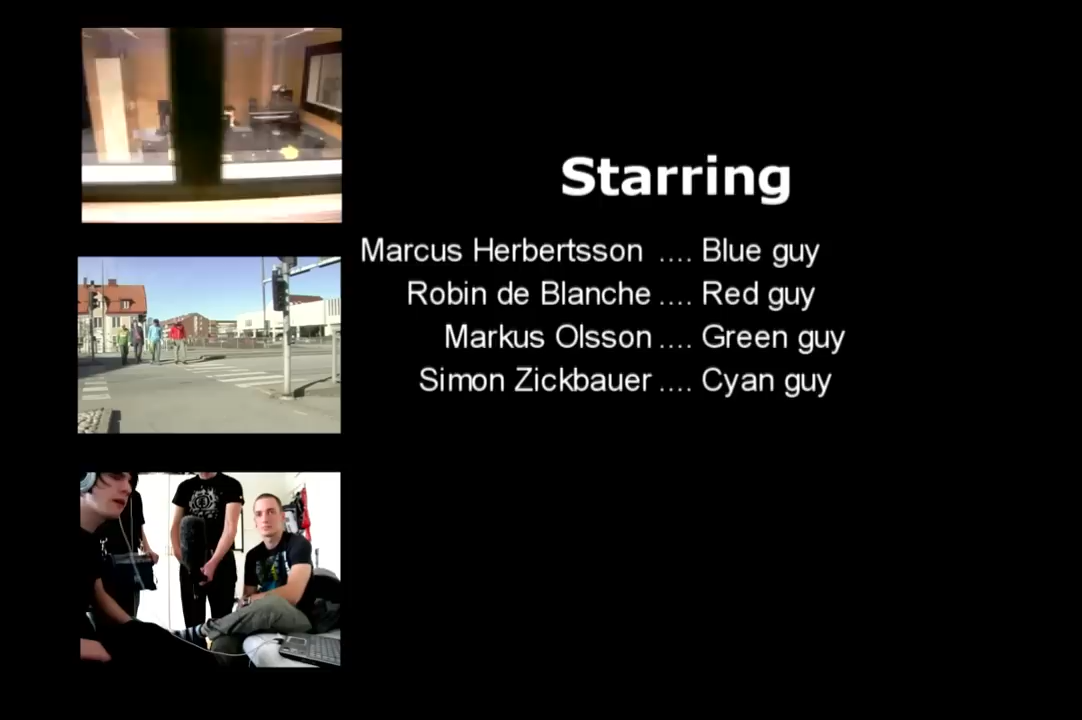 Starring
Marcus Herbertsson .... Blue guy
Robin de Blanche .... Red guy
Markus Olsson .... Green guy
Simon Zickbauer .... Cyan guy